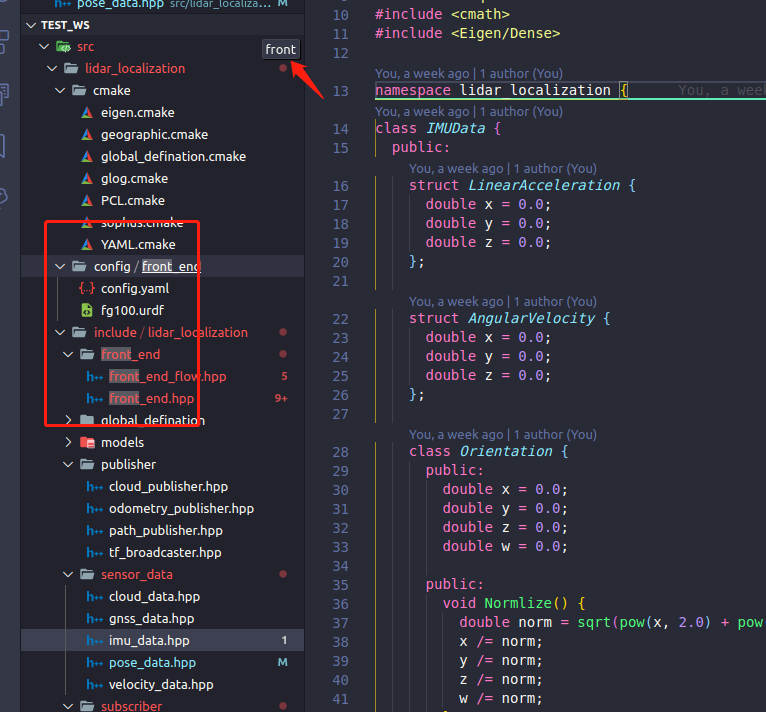 pose_data.hpp src/lidar_localiza... M
TEST_WS
src
front
lidar_localization
cmake
eigen.cmake
geographic.cmake
global_defination.cmake
glog.cmake
PCL.cmake
sophus.cmake
YAML.cmake
config / front_end
config.yaml
fg100.urdf
include / lidar_localization
front_end
front_end_flow.hpp 5
front_end.hpp 9+
global_defination
models
publisher
cloud_publisher.hpp
odometry_publisher.hpp
path_publisher.hpp
tf_broadcaster.hpp
sensor_data
cloud_data.hpp
gnss_data.hpp
imu_data.hpp 1
pose_data.hpp M
velocity_data.hpp
subscriber
10 #include <cmath>
11 #include <Eigen/Dense>
12
You, a week ago | 1 author (You)
13 namespace lidar_localization { You, a week
You, a week ago | 1 author (You)
14 class IMUData {
15 public:
You, a week ago | 1 author (You)
16 struct LinearAcceleration {
17 double x = 0.0;
18 double y = 0.0;
19 double z = 0.0;
20 };
21
You, a week ago | 1 author (You)
22 struct AngularVelocity {
23 double x = 0.0;
24 double y = 0.0;
25 double z = 0.0;
26 };
27
You, a week ago | 1 author (You)
28 class Orientation {
29 public:
30 double x = 0.0;
31 double y = 0.0;
32 double z = 0.0;
33 double w = 0.0;
34
35 public:
36 void Normlize() {
37 double norm = sqrt(pow(x, 2.0) + pow
38 x /= norm;
39 y /= norm;
40 z /= norm;
41 w /= norm;